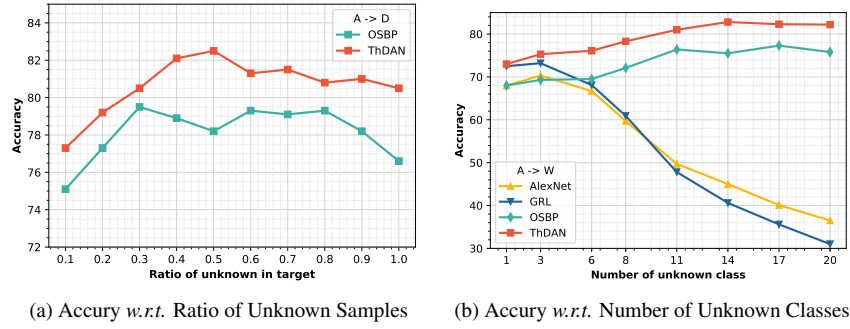 84
82
80
78
76
74
72
Accuracy
A -> D
OSBP
ThDAN
0.1 0.2 0.3 0.4 0.5 0.6 0.7 0.8 0.9 1.0
Ratio of unknown in target
(a) Accury w.r.t. Ratio of Unknown Samples
80
70
60
50
40
30
Accuracy
A -> W
AlexNet
GRL
OSBP
ThDAN
1 3 6 8 11 14 17 20
Number of unknown class
(b) Accury w.r.t. Number of Unknown Classes